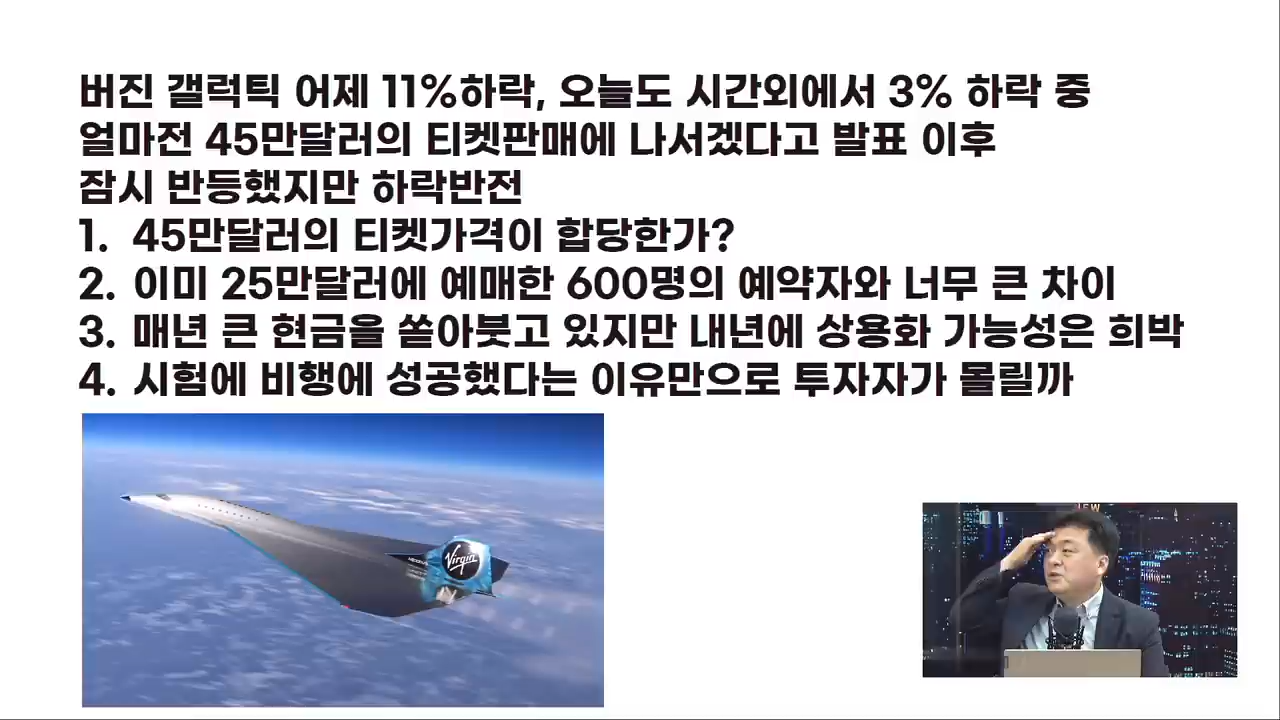 버진 갤럭틱 어제 11%하락, 오늘도 시간외에서 3% 하락 중
얼마전 45만달러의 티켓판매에 나서겠다고 발표 이후
잠시 반등했지만 하락반전
1. 45만달러의 티켓가격이 합당한가?
2. 이미 25만달러에 예매한 600명의 예약자와 너무 큰 차이
3. 매년 큰 현금을 쏟아붓고 있지만 내년에 상용화 가능성은 희박
4. 시험에 비행에 성공했다는 이유만으로 투자자가 몰릴까
Virgin